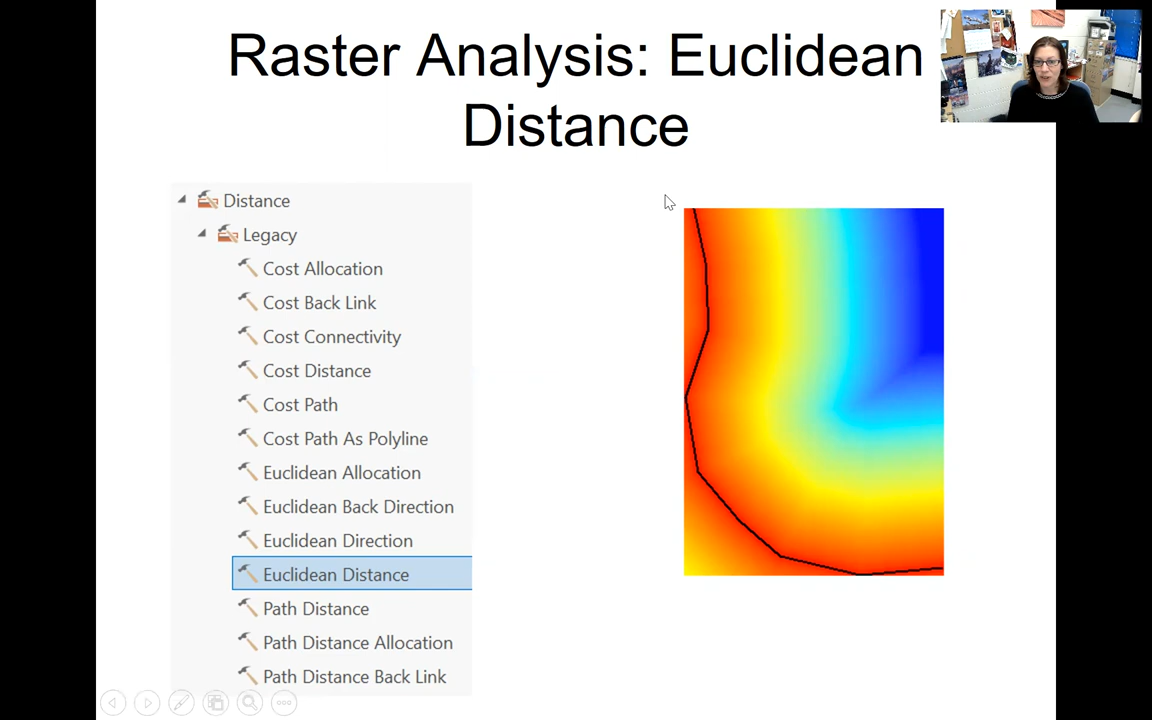 Raster Analysis: Euclidean
Distance
Distance
Legacy
Cost Allocation
Cost Back Link
Cost Connectivity
Cost Distance
Cost Path
Cost Path As Polyline
Euclidean Allocation
Euclidean Back Direction
Euclidean Direction
Euclidean Distance
Path Distance
Path Distance Allocation
Path Distance Back Link